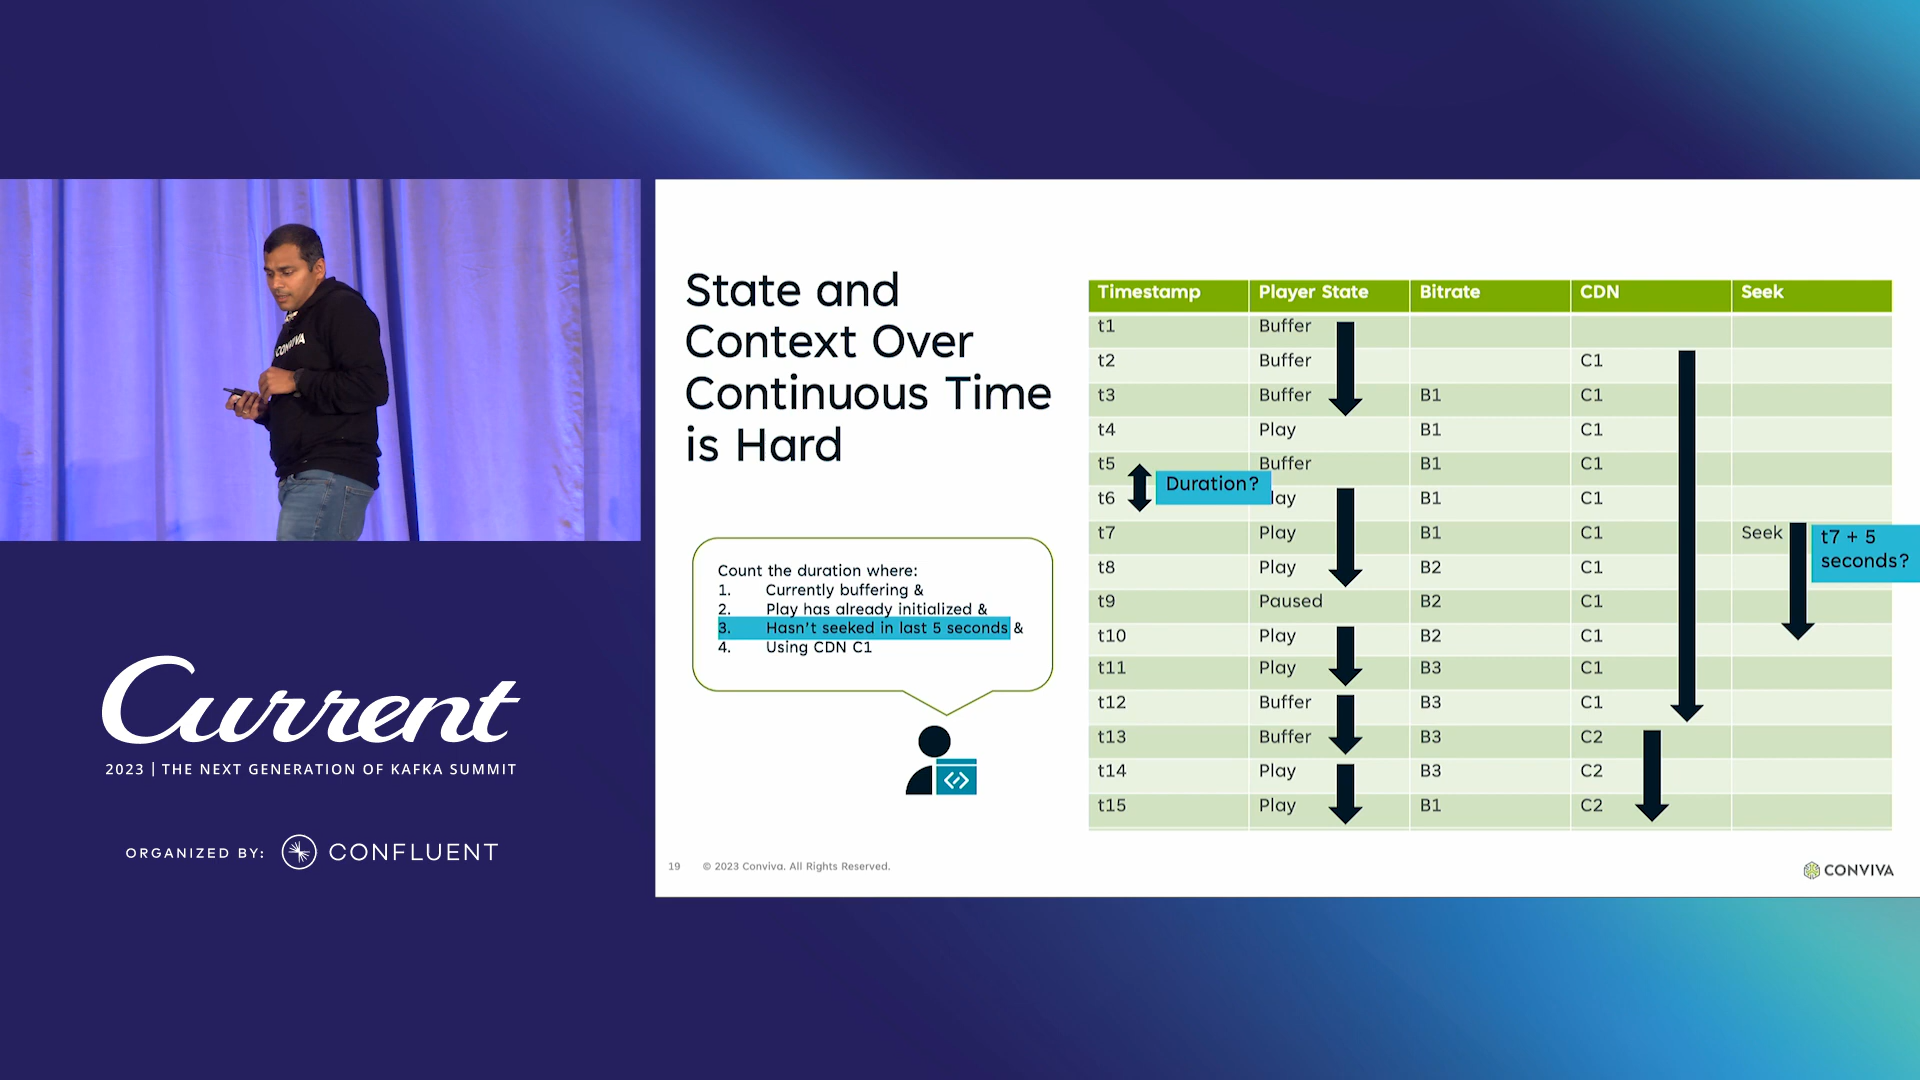 CONVIVA
Current
2023 | THE NEXT GENERATION OF KAFKA SUMMIT
ORGANIZED BY: CONFLUENT
State and
Context Over
Continuous Time
is Hard
Count the duration where:
1. Currently buffering &
2. Play has already initialized &
3. Hasn't seeked in last 5 seconds &
4. Using CDN C1
Timestamp Player State Bitrate CDN Seek
t1 Buffer
t2 Buffer C1
t3 Buffer B1 C1
t4 Play B1 C1
t5 Buffer B1 C1
Duration?
t6 lay B1 C1
t7 Play B1 C1 Seek
t7 + 5
seconds?
t8 Play B2 C1
t9 Paused B2 C1
t10 Play B2 C1
t11 Play B3 C1
t12 Buffer B3 C1
t13 Buffer B3 C2
t14 Play B3 C2
t15 Play B1 C2
19 © 2023 Conviva. All Rights Reserved.
CONVIVA